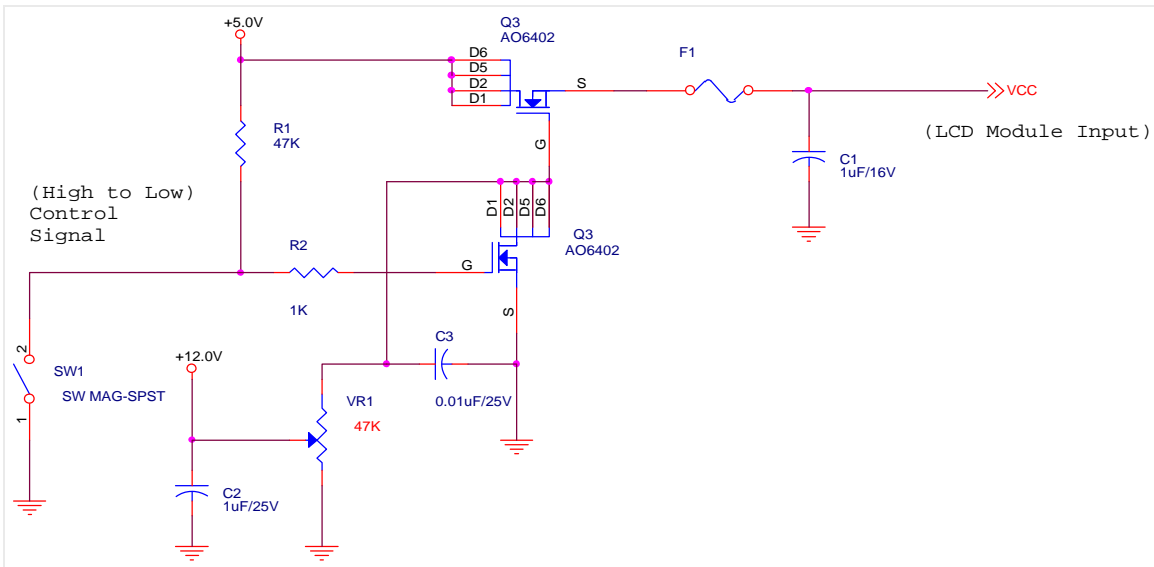 +5.0V
Q3
AO6402
D6
D5
D2
D1
S
G
F1
VCC
(LCD Module Input)
R1
47K
C1
1uF/16V
(High to Low)
Control
Signal
D1
D2
D5
D6
Q3
AO6402
R2
1K
G
S
C3
0.01uF/25V
+12.0V
2
SW1
SW MAG-SPST
1
VR1
47K
C2
1uF/25V